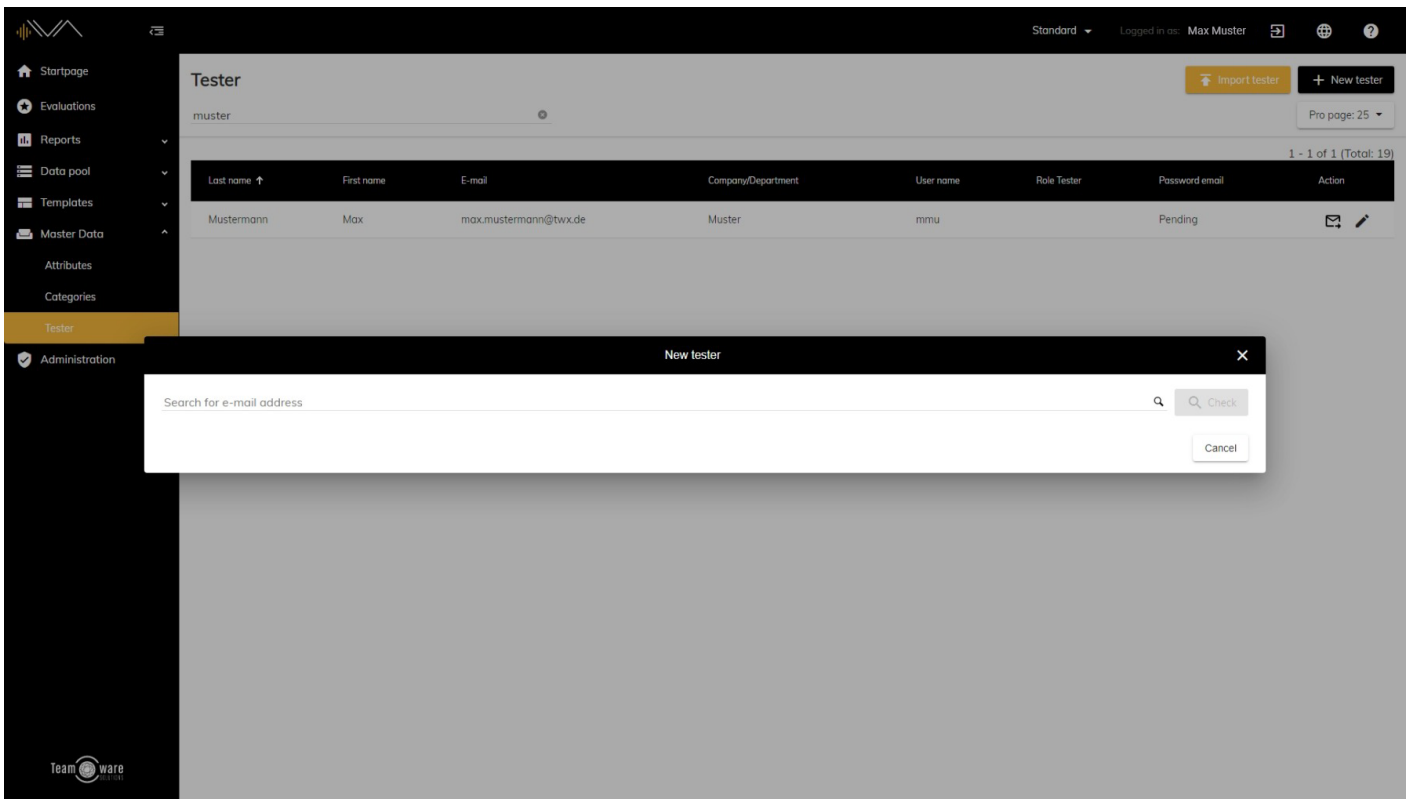 Standard
Logged in as: Max Muster
Startpage
Evaluations
Reports
Data pool
Templates
Master Data
Attributes
Categories
Tester
Administration
Tester
Import tester
+ New tester
muster
Pro page: 25
1 - 1 of 1 (Total: 19)
Last name First name E-mail Company/Department User name Role Tester Password email Action
Mustermann Max max.mustermann@twx.de Muster mmu Pending
New tester
Search for e-mail address
Check
Cancel
Team ware
SOLUTIONS